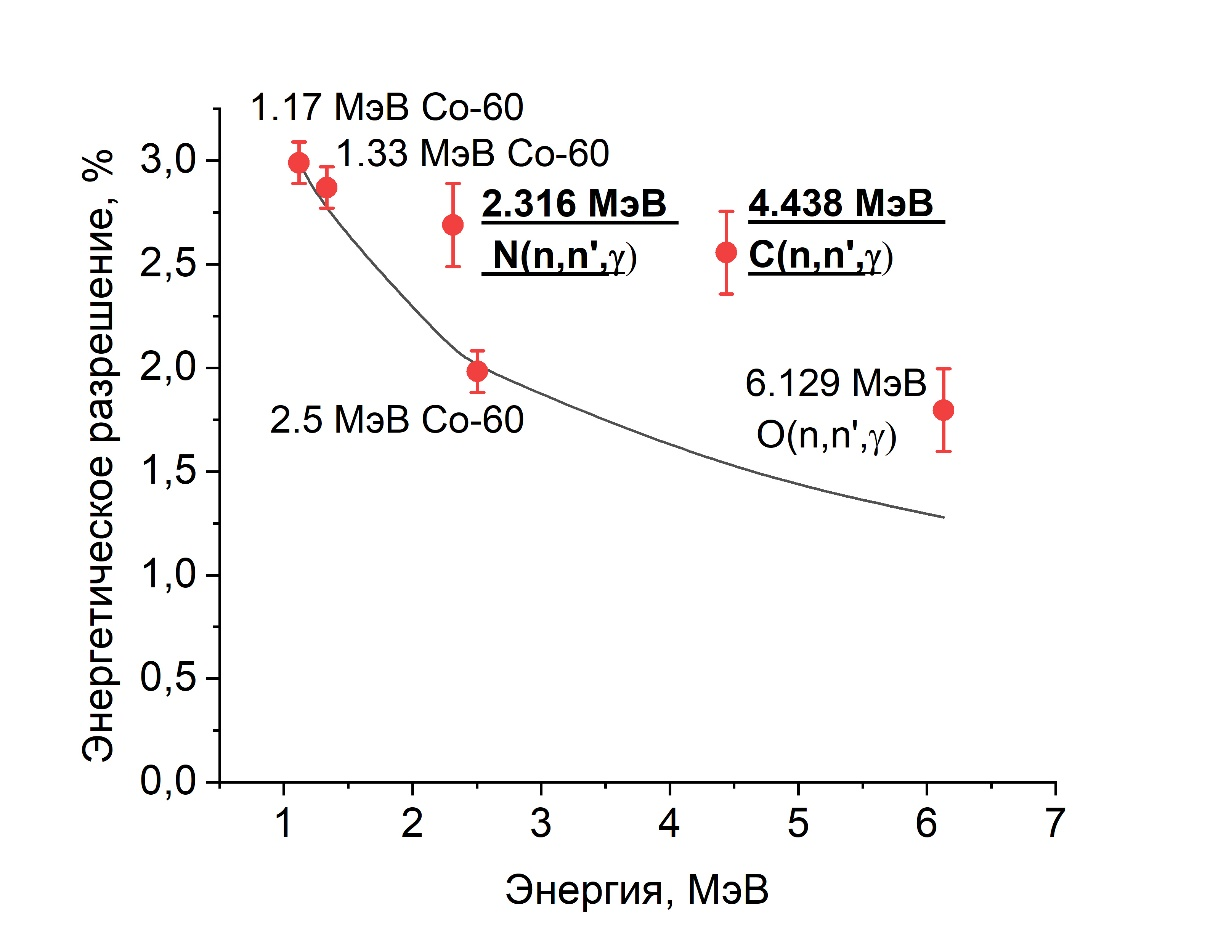 1.17 МэВ Co-60
1.33 МэВ Co-60
2.316 МэВ
N(n,n',γ)
4.438 МэВ
C(n,n',γ)
2.5 МэВ Co-60
6.129 МэВ
O(n,n',γ)
Энергетическое разрешение, %
3,0
2,5
2,0
1,5
1,0
0,5
0,0
1 2 3 4 5 6 7
Энергия, МэВ